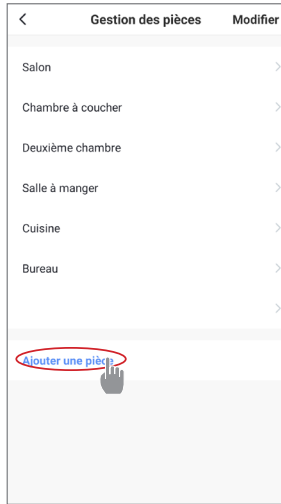 Gestion des pièces Modifier
Salon
Chambre à coucher
Deuxième chambre
Salle à manger
Cuisine
Bureau
Ajouter une pièce